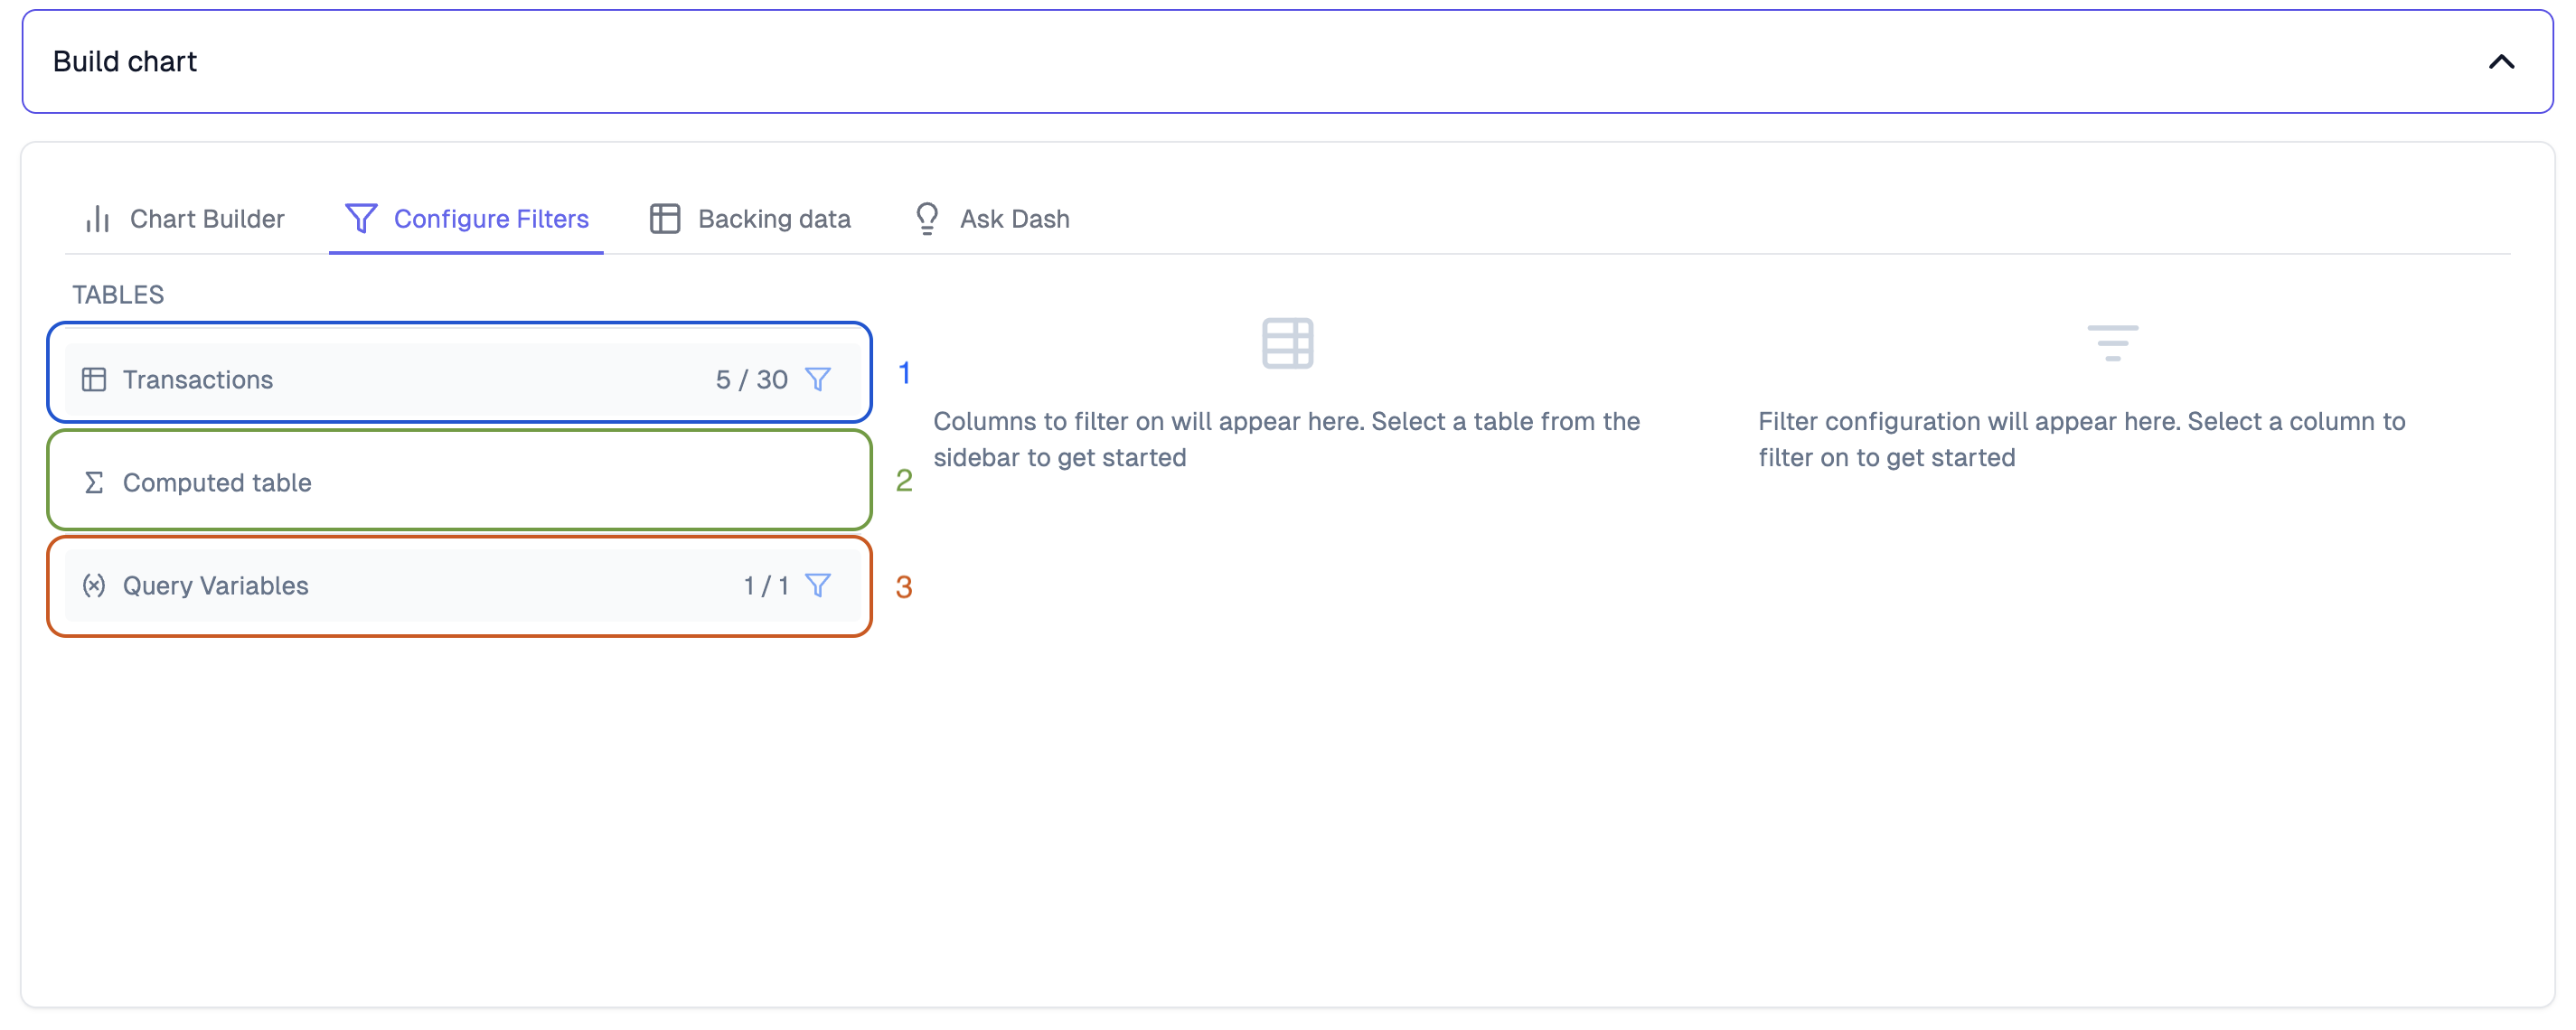 Build chart
Chart Builder
Configure Filters
Backing data
Ask Dash
TABLES
Transactions 5 / 30
1
Computed table
2
Query Variables 1 / 1
3
Columns to filter on will appear here. Select a table from the
sidebar to get started
Filter configuration will appear here. Select a column to
filter on to get started